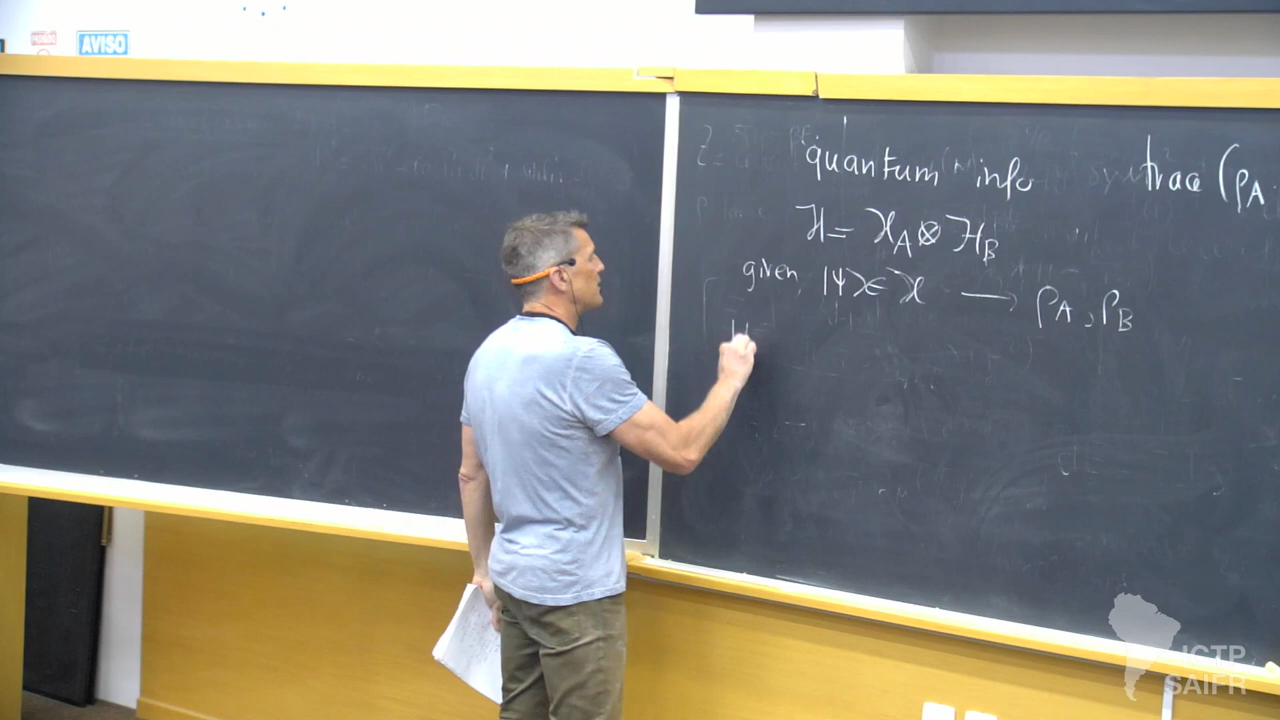 AVISO
quantum info trace (ρA
H = HA ⊗ HB
given, |Ψ> ∈ H → ρA, ρB
ICTP
SAIFR